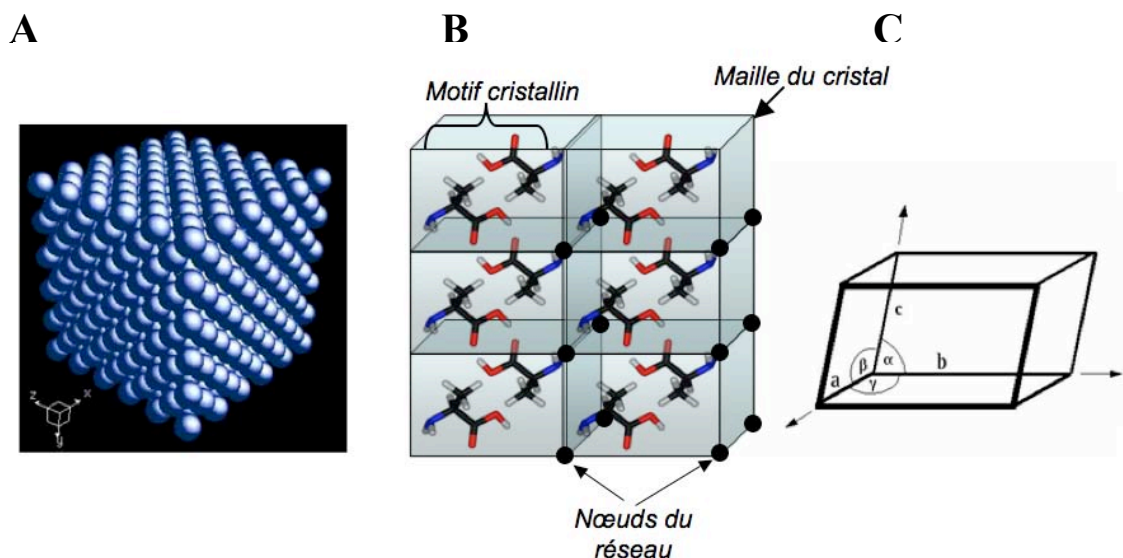 A
B
C
Motif cristallin
Maille du cristal
Nœuds du
réseau
z
x
y
c
β
α
a
γ
b